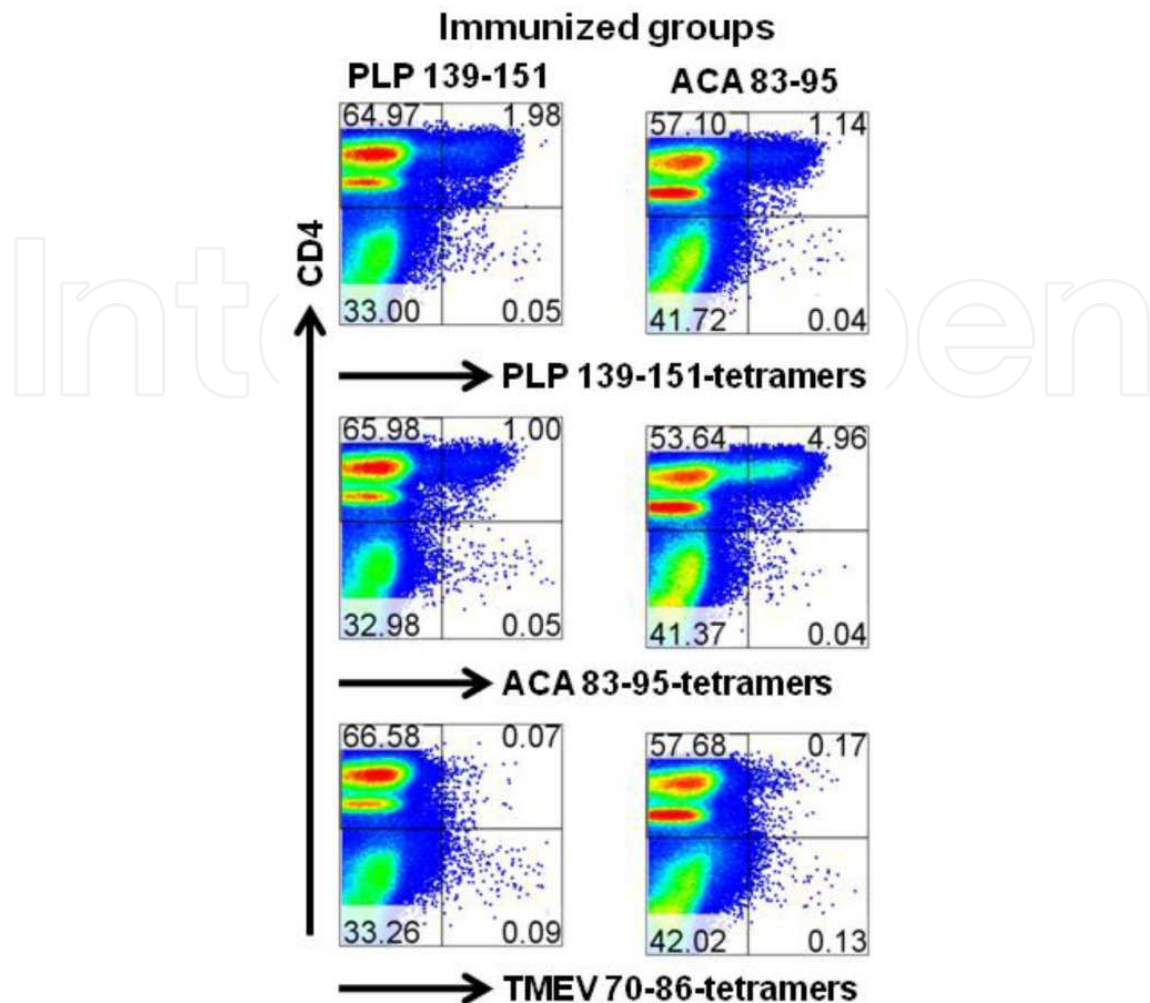 Immunized groups
PLP 139-151 ACA 83-95
64.97 1.98 57.10 1.14
33.00 0.05 41.72 0.04
PLP 139-151-tetramers
65.98 1.00 53.64 4.96
32.98 0.05 41.37 0.04
ACA 83-95-tetramers
66.58 0.07 57.68 0.17
33.26 0.09 42.02 0.13
TMEV 70-86-tetramers
CD4